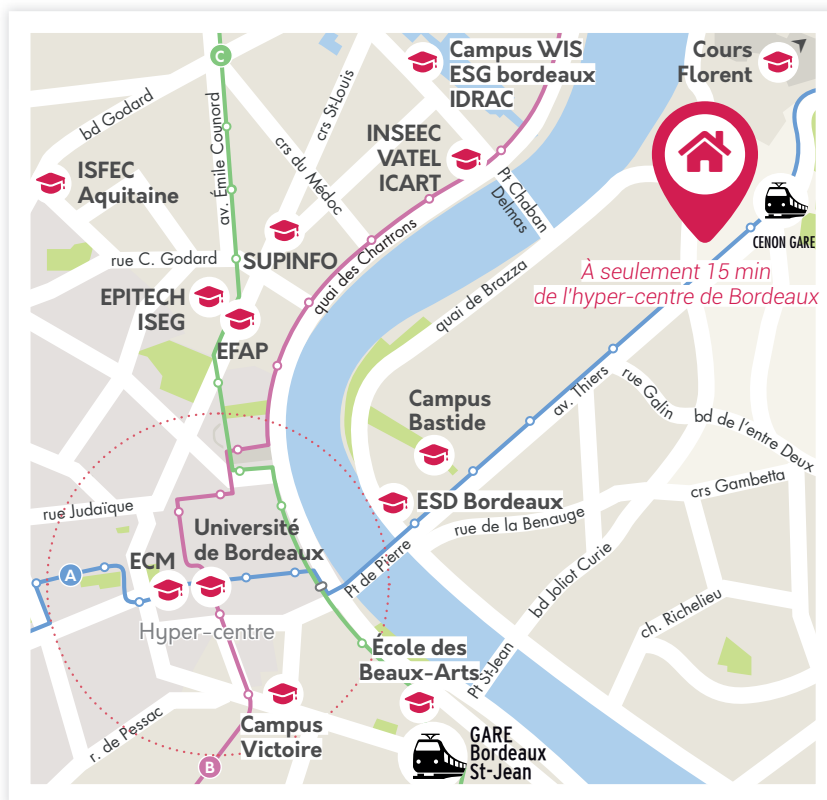 C
Campus WIS
ESG bordeaux
IDRAC
Cours
Florent
bd Godard
av. Émile Counord
crs St-Louis
crs du Médoc
INSEEC
VATEL
ICART
Pt Chaban
Delmas
ISFEC
Aquitaine
CENON GARE
rue C. Godard
SUPINFO
quai des Chartrons
À seulement 15 min
de l'hyper-centre de Bordeaux
EPITECH
ISEG
EFAP
quai de Brazza
Campus
Bastide
av. Thiers
rue Galin
bd de l'entre Deux
crs Gambetta
ESD Bordeaux
rue de la Benauge
rue Judaïque
Université
de Bordeaux
ECM
A
Pt de Pierre
bd Joliot Curie
ch. Richelieu
Hyper-centre
École des
Beaux-Arts
Pt St-Jean
Campus
Victoire
r. de Pessac
B
GARE
Bordeaux
St-Jean